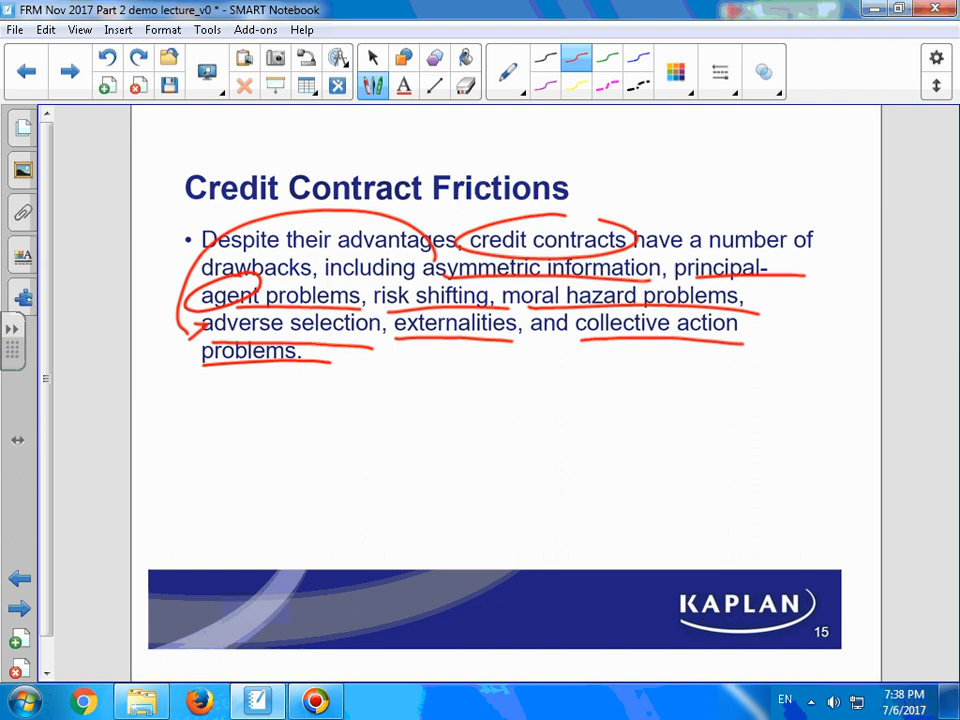 FRM Nov 2017 Part 2 demo lecture_v0 * - SMART Notebook
File Edit View Insert Format Tools Add-ons Help
Credit Contract Frictions
• Despite their advantages, credit contracts have a number of
drawbacks, including asymmetric information, principal-
agent problems, risk shifting, moral hazard problems,
adverse selection, externalities, and collective action
problems.
KAPLAN
15
EN
7:38 PM
7/6/2017